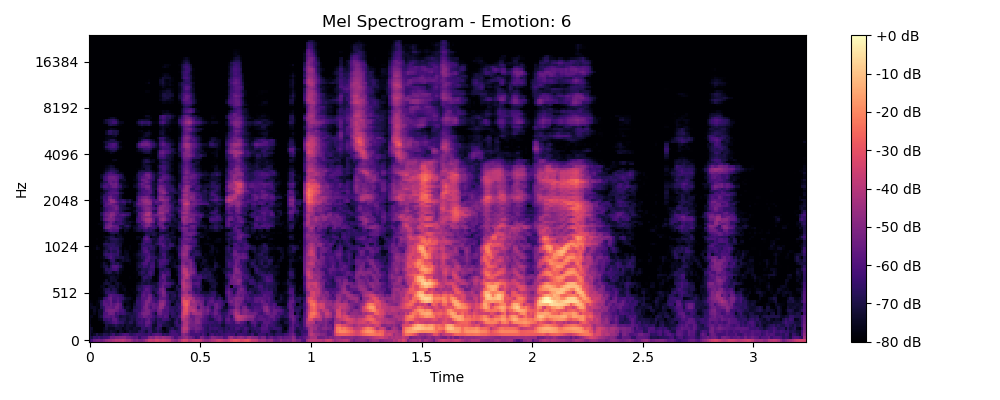 Mel Spectrogram - Emotion: 6
Hz
16384
8192
4096
2048
1024
512
0
0 0.5 1 1.5 2 2.5 3
Time
+0 dB
-10 dB
-20 dB
-30 dB
-40 dB
-50 dB
-60 dB
-70 dB
-80 dB